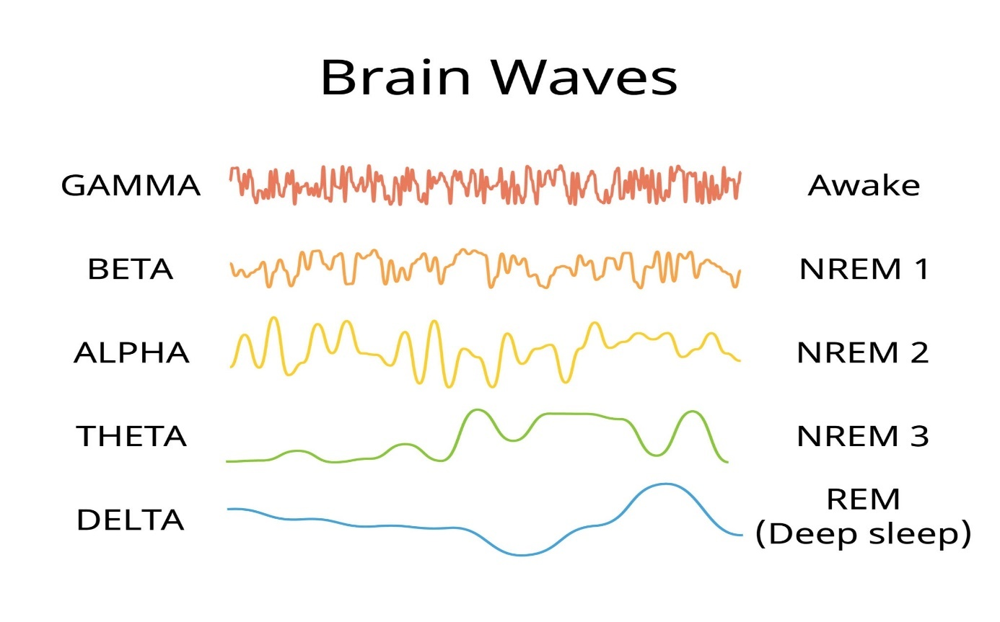 Brain Waves
GAMMA Awake
BETA NREM 1
ALPHA NREM 2
THETA NREM 3
DELTA REM
(Deep sleep)